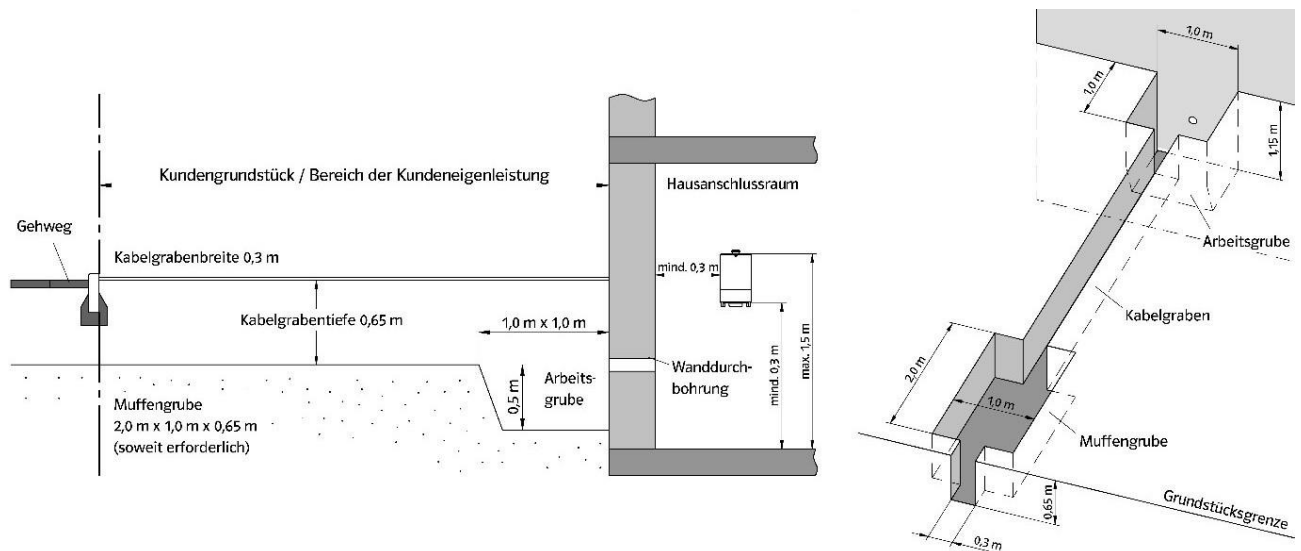 Kundengrundstück / Bereich der Kundeneigenleistung
Hausanschlussraum
Gehweg
Kabelgrabenbreite 0,3 m
mind. 0,3 m
Kabelgrabentiefe 0,65 m
1,0 m x 1,0 m
Wanddurch-
bohrung
mind. 0,3 m
max. 1,5 m
0,5 m
Arbeits-
grube
Muffengrube
2,0 m x 1,0 m x 0,65 m
(soweit erforderlich)
1,0 m
1,0 m
1,15 m
Arbeitsgrube
Kabelgraben
2,0 m
1,0 m
Muffengrube
0,65 m
Grundstücksgrenze
0,3 m